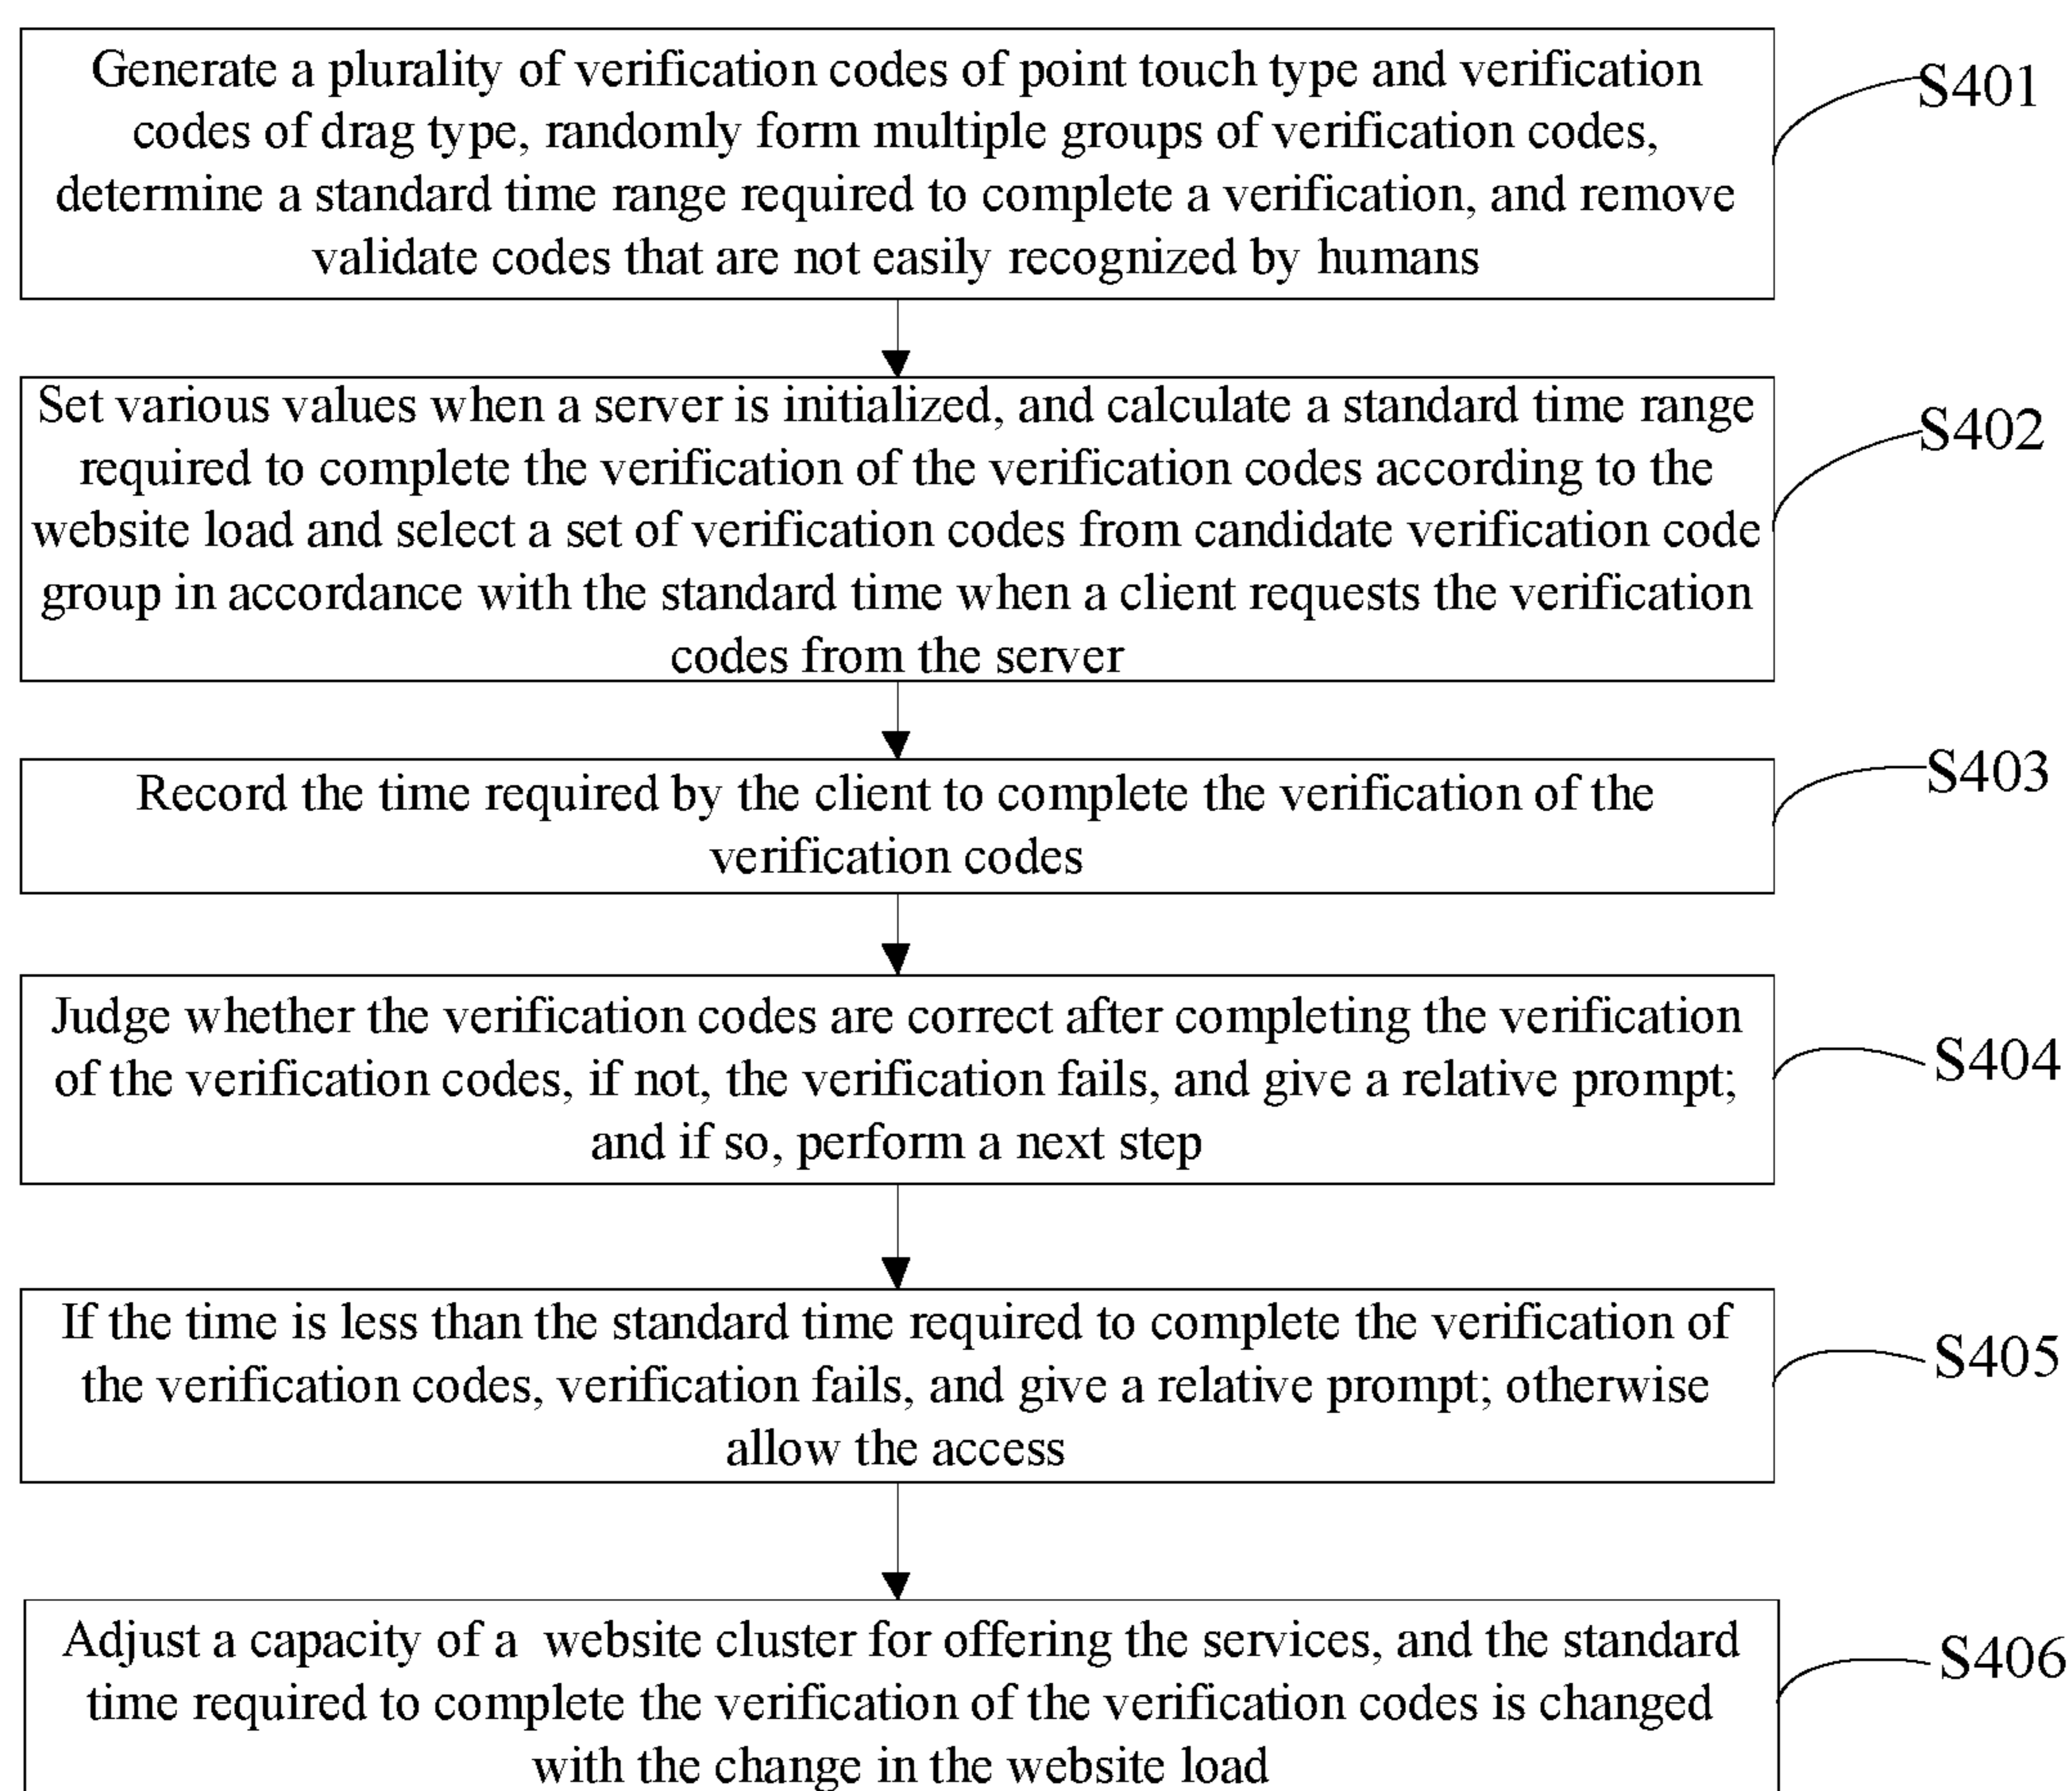 Generate a plurality of verification codes of point touch type and verification
codes of drag type, randomly form multiple groups of verification codes,
determine a standard time range required to complete a verification, and remove
validate codes that are not easily recognized by humans
S401
Set various values when a server is initialized, and calculate a standard time range
required to complete the verification of the verification codes according to the
website load and select a set of verification codes from candidate verification code
group in accordance with the standard time when a client requests the verification
codes from the server
S402
Record the time required by the client to complete the verification of the
verification codes
S403
Judge whether the verification codes are correct after completing the verification
of the verification codes, if not, the verification fails, and give a relative prompt;
and if so, perform a next step
S404
If the time is less than the standard time required to complete the verification of
the verification codes, verification fails, and give a relative prompt; otherwise
allow the access
S405
Adjust a capacity of a website cluster for offering the services, and the standard
time required to complete the verification of the verification codes is changed
with the change in the website load
S406